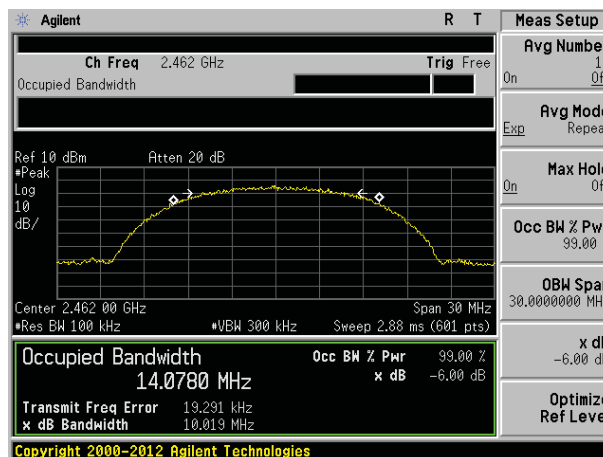 Agilent R T
Ch Freq 2.462 GHz Trig Free
Occupied Bandwidth
Ref 10 dBm Atten 20 dB
#Peak
Log
10
dB/
Center 2.462 00 GHz Span 30 MHz
#Res BW 100 kHz #VBW 300 kHz Sweep 2.88 ms (601 pts)
Occupied Bandwidth
14.0780 MHz
Occ BW % Pwr 99.00 %
x dB -6.00 dB
Transmit Freq Error 19.291 kHz
x dB Bandwidth 10.019 MHz
Copyright 2000-2012 Agilent Technologies
Meas Setup
Avg Number
1
On Of
Avg Mode
Exp Repea
Max Hold
On Of
Occ BW % Pwr
99.00
OBW Span
30.0000000 MH
x dB
-6.00 d
Optimize
Ref Level